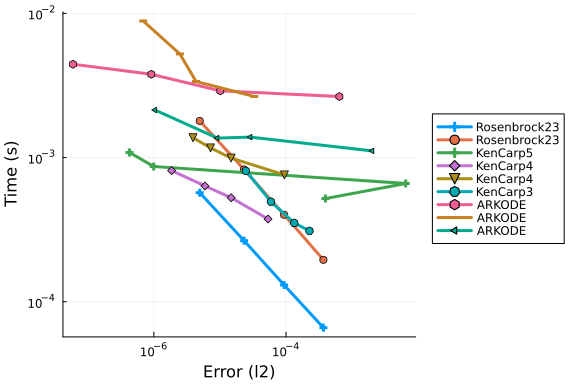 10⁻²
10⁻³
10⁻⁴
Time (s)
10⁻⁶
10⁻⁴
Error (l2)
Rosenbrock23
Rosenbrock23
KenCarp5
KenCarp4
KenCarp4
KenCarp3
ARKODE
ARKODE
ARKODE